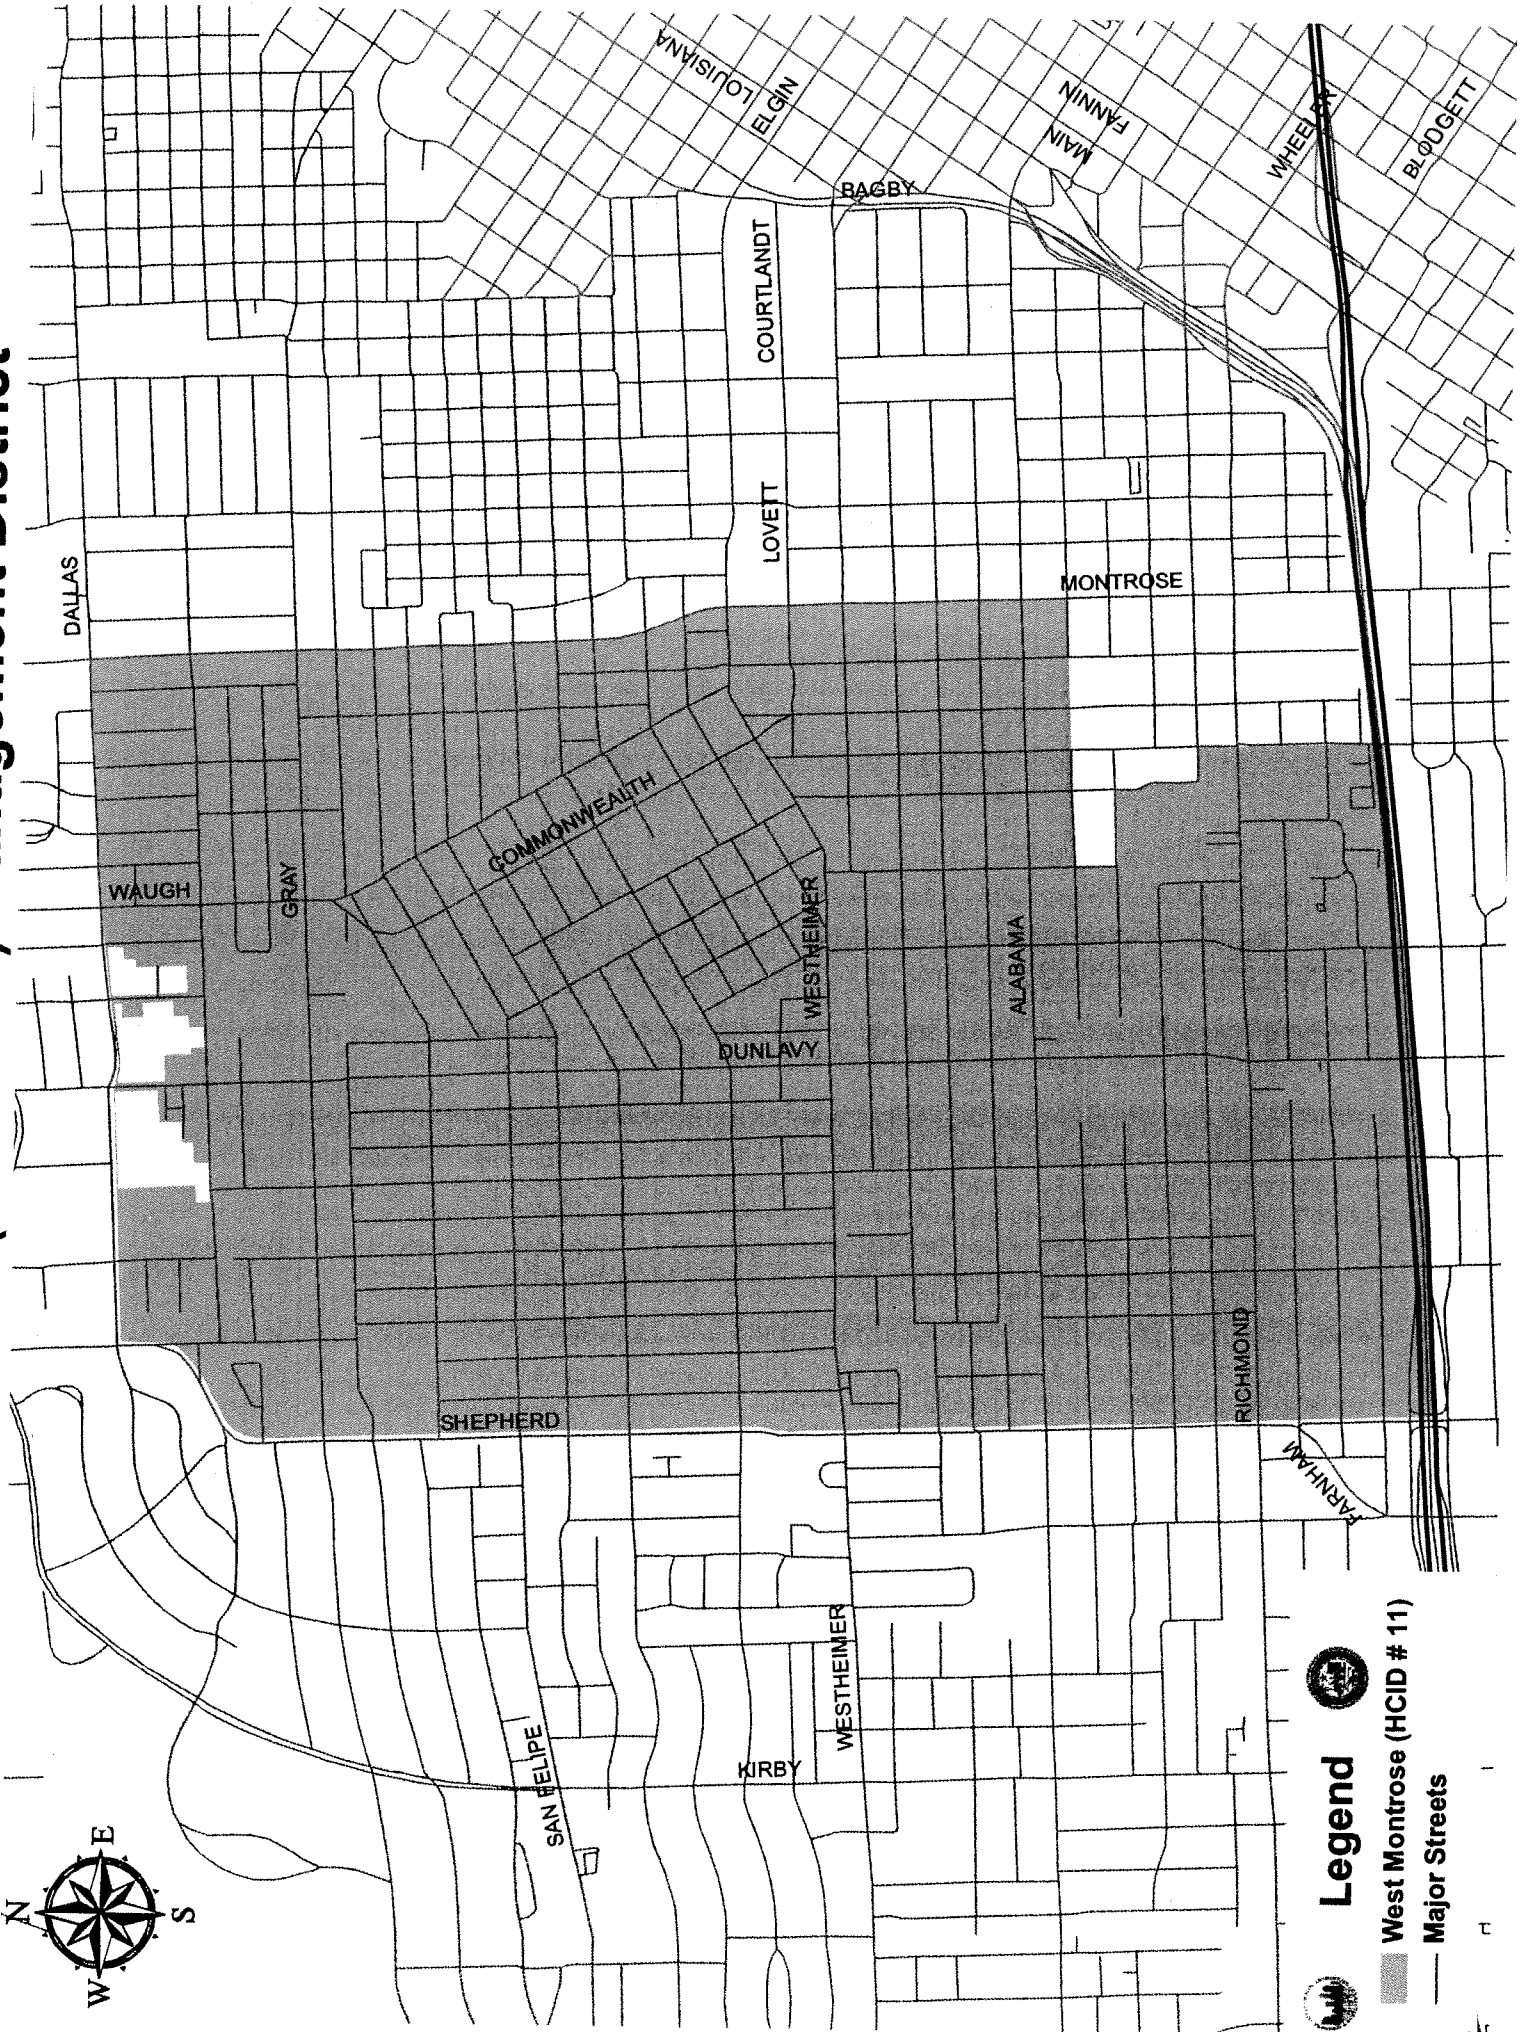 Management District
N
W
E
S
DALLAS
WAUGH
GRAY
COMMONWEALTH
LOUISIANA
ELGIN
BAGBY
COURTLANDT
LOVETT
MONTROSE
MAIN
FANNIN
WHEELER
BLODGETT
WESTHEIMER
DUNLAVY
ALABAMA
SHEPHERD
RICHMOND
FARNHAM
SAN FELIPE
KIRBY
WESTHEIMER
Legend
West Montrose (HCID # 11)
Major Streets